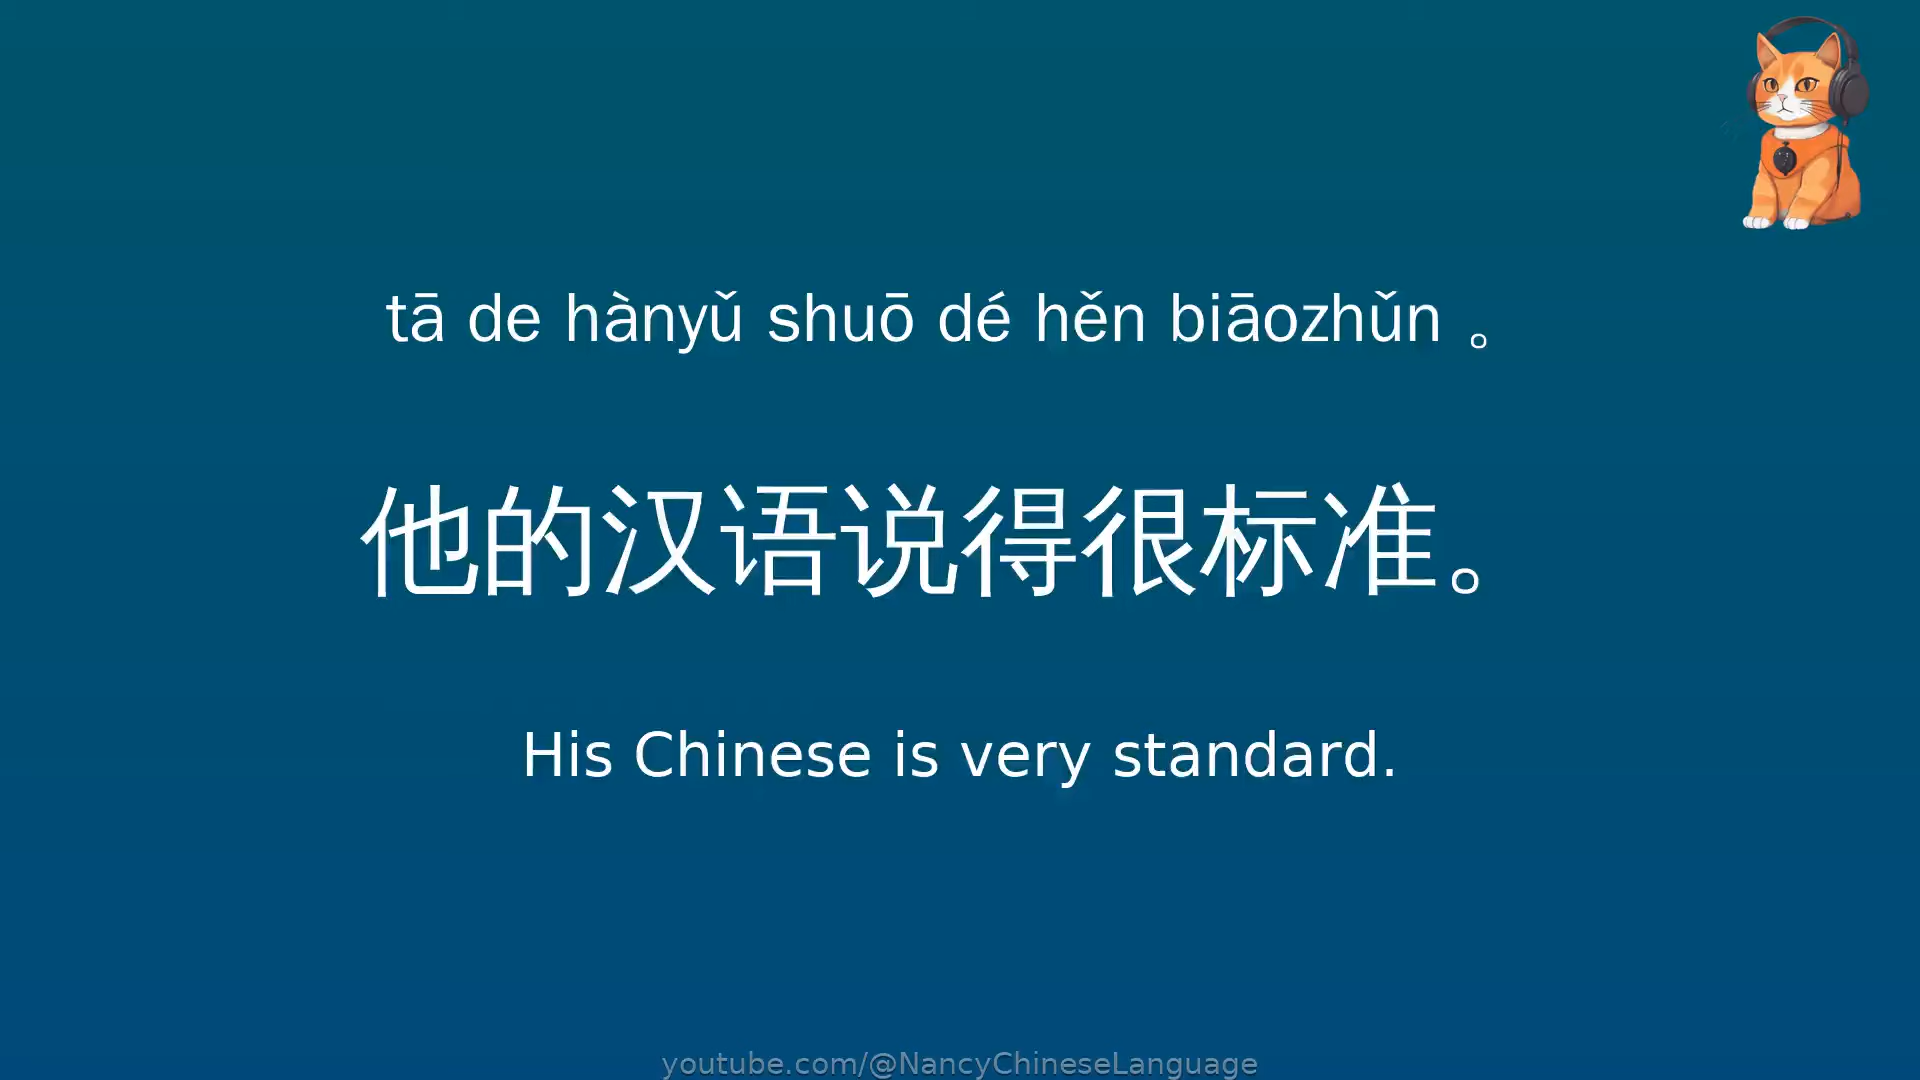 tā de hànyǔ shuō dé hěn biāozhǔn 。
他的汉语说得很标准。
His Chinese is very standard.
youtube.com/@NancyChineseLanguage